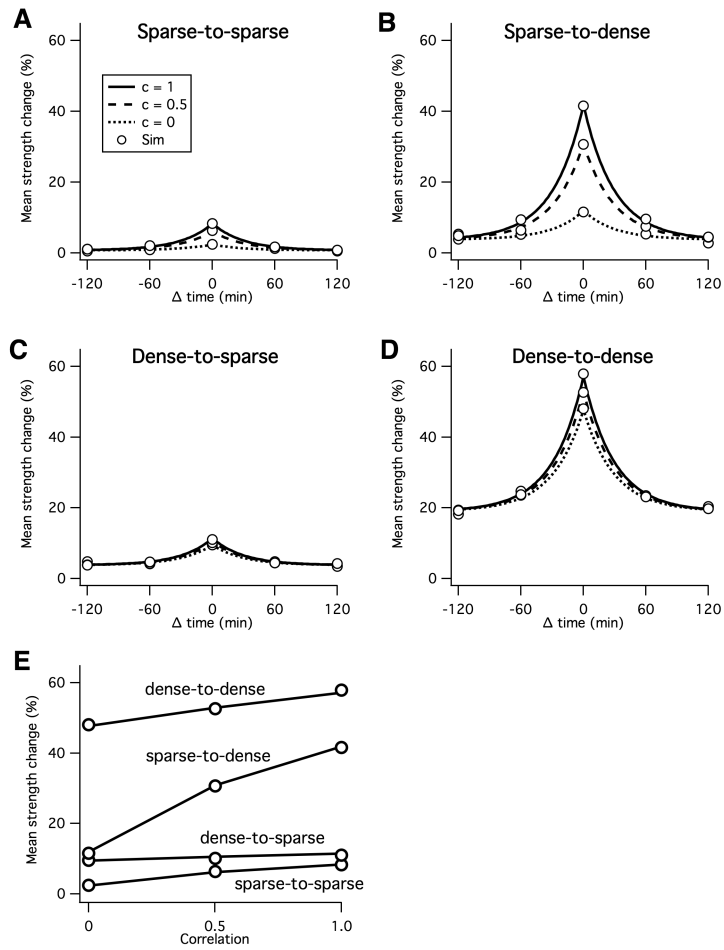 A
Sparse-to-sparse
60
40
20
0
Mean strength change (%)
c = 1
c = 0.5
c = 0
Sim
-120 -60 0 60 120
Δ time (min)
B
Sparse-to-dense
60
40
20
0
Mean strength change (%)
-120 -60 0 60 120
Δ time (min)
C
Dense-to-sparse
60
40
20
0
Mean strength change (%)
-120 -60 0 60 120
Δ time (min)
D
Dense-to-dense
60
40
20
0
Mean strength change (%)
-120 -60 0 60 120
Δ time (min)
E
60
40
20
0
Mean strength change (%)
dense-to-dense
sparse-to-dense
dense-to-sparse
sparse-to-sparse
0 0.5 1.0
Correlation